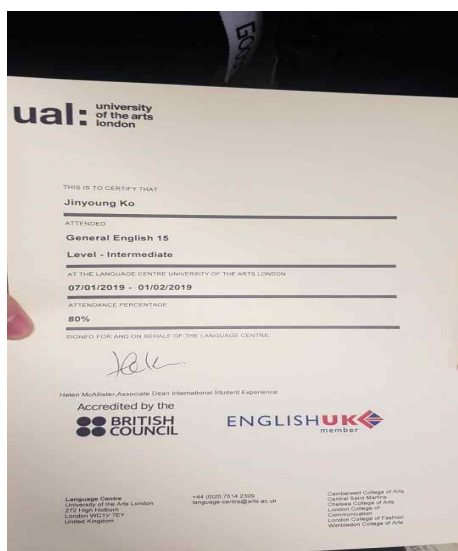 ual:
university
of the arts
london
THIS IS TO CERTIFY THAT
Jinyoung Ko
ATTENDED
General English 15
Level - Intermediate
AT THE LANGUAGE CENTRE UNIVERSITY OF THE ARTS LONDON
07/01/2019 - 01/02/2019
ATTENDANCE PERCENTAGE
80%
SIGNED FOR AND ON BEHALF OF THE LANGUAGE CENTRE
Helen McAllister, Associate Dean International Student Experience
Accredited by the
BRITISH
COUNCIL
ENGLISHUK
member
Language Centre
University of the Arts London
272 High Holborn
London WC1V 7EY
United Kingdom
+44 (0)20 7514 2309
language-centre@arts.ac.uk
Camberwell College of Arts
Central Saint Martins
Chelsea College of Arts
London College of
Communication
London College of Fashion
Wimbledon College of Arts